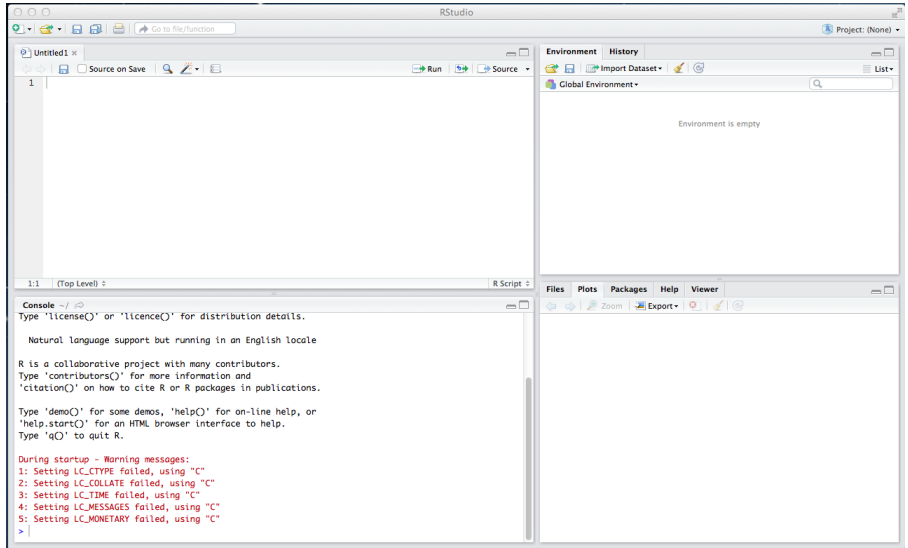 RStudio
Go to file/function
Project: (None)
Untitled1
Source on Save
Run
Source
1
1:1
(Top Level)
R Script
Console ~/
Type 'license()' or 'licence()' for distribution details.
Natural language support but running in an English locale
R is a collaborative project with many contributors.
Type 'contributors()' for more information and
'citation()' on how to cite R or R packages in publications.
Type 'demo()' for some demos, 'help()' for on-line help, or
'help.start()' for an HTML browser interface to help.
Type 'q()' to quit R.
During startup - Warning messages:
1: Setting LC_CTYPE failed, using "C"
2: Setting LC_COLLATE failed, using "C"
3: Setting LC_TIME failed, using "C"
4: Setting LC_MESSAGES failed, using "C"
5: Setting LC_MONETARY failed, using "C"
>
Environment History
Import Dataset
List
Global Environment
Environment is empty
Files Plots Packages Help Viewer
Zoom Export